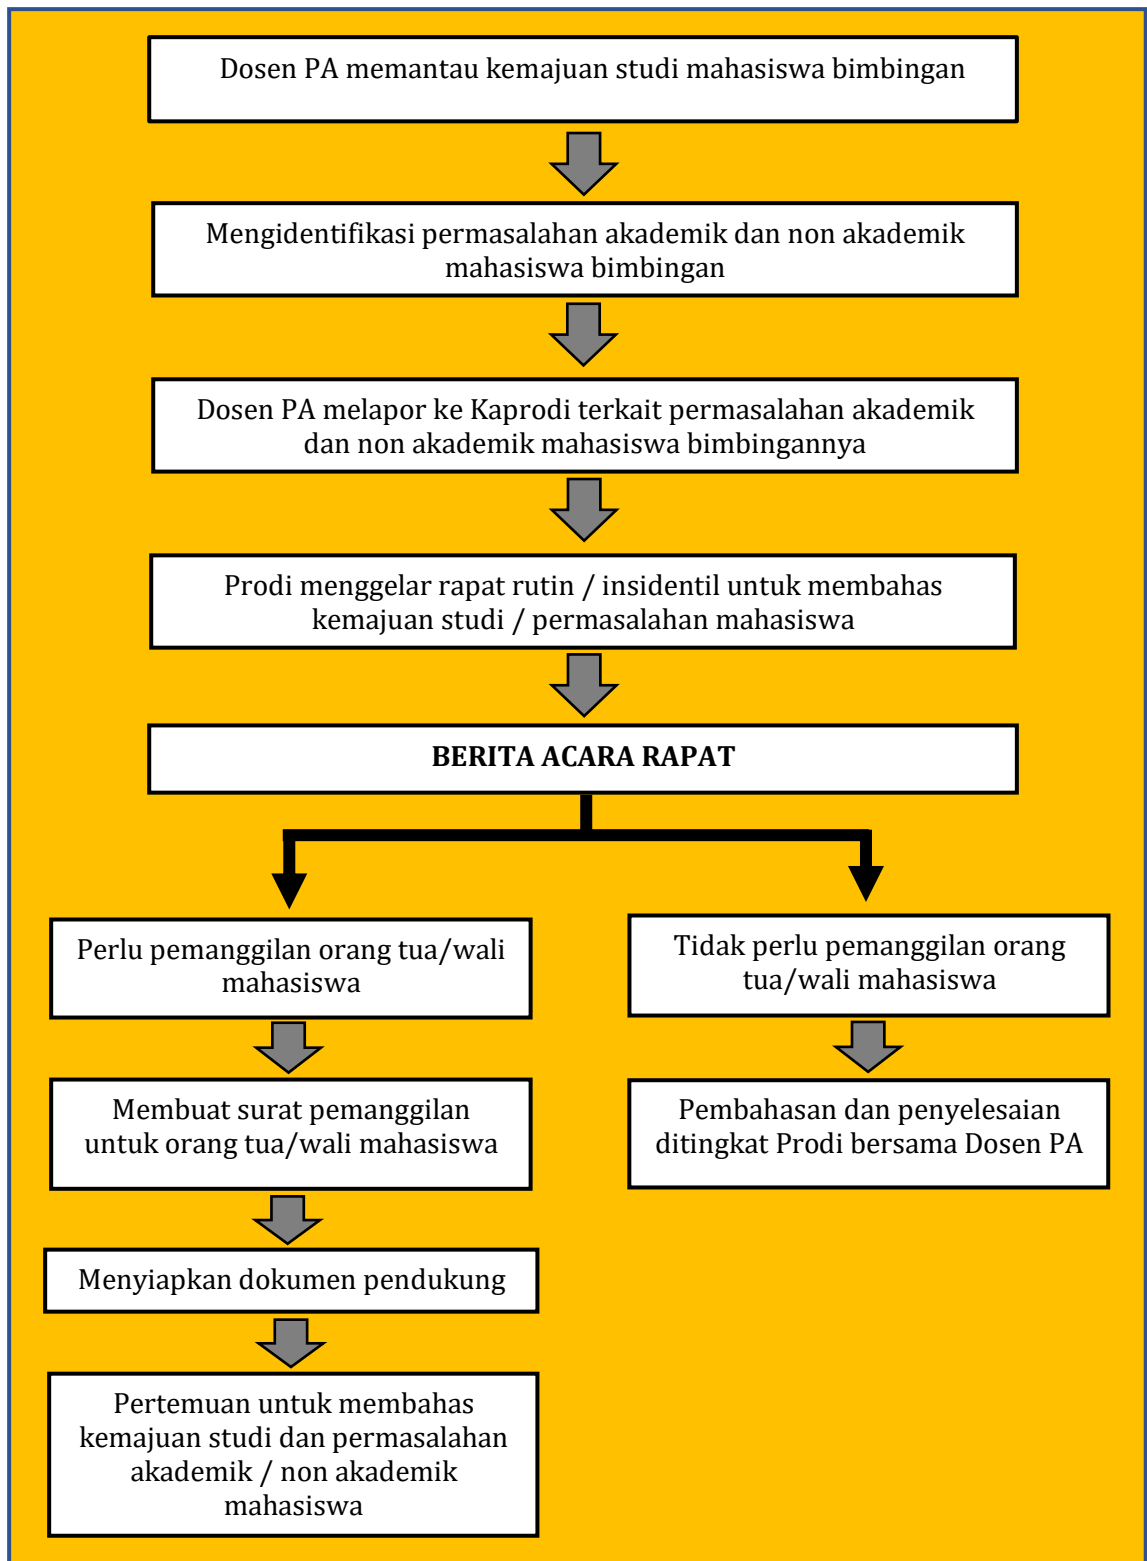 Dosen PA memantau kemajuan studi mahasiswa bimbingan
Mengidentifikasi permasalahan akademik dan non akademik
mahasiswa bimbingan
Dosen PA melapor ke Kaprodi terkait permasalahan akademik
dan non akademik mahasiswa bimbingannya
Prodi menggelar rapat rutin / insidentil untuk membahas
kemajuan studi / permasalahan mahasiswa
BERITA ACARA RAPAT
Perlu pemanggilan orang tua/wali
mahasiswa
Membuat surat pemanggilan
untuk orang tua/wali mahasiswa
Menyiapkan dokumen pendukung
Pertemuan untuk membahas
kemajuan studi dan permasalahan
akademik / non akademik
mahasiswa
Tidak perlu pemanggilan orang
tua/wali mahasiswa
Pembahasan dan penyelesaian
ditingkat Prodi bersama Dosen PA